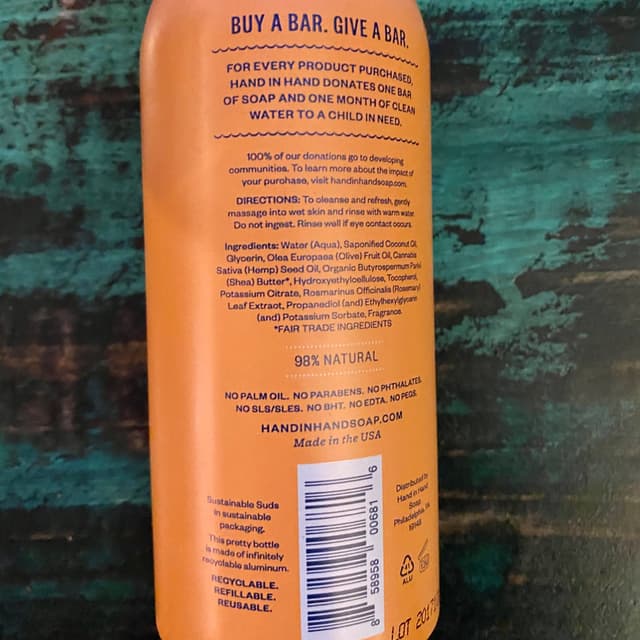 BUY A BAR. GIVE A BAR.
FOR EVERY PRODUCT PURCHASED,
HAND IN HAND DONATES ONE BAR
OF SOAP AND ONE MONTH OF CLEAN
WATER TO A CHILD IN NEED.
100% of our donations go to developing
communities. To learn more about the impact of
your purchase, visit handinhandsoap.com.
DIRECTIONS: To cleanse and refresh, gently
massage into wet skin and rinse with warm water.
Do not ingest. Rinse well if eye contact occurs.
Ingredients: Water (Aqua), Saponified Coconut Oil,
Glycerin, Olea Europaea (Olive) Fruit Oil, Cannabis
Sativa (Hemp) Seed Oil, Organic Butyrospermum Parkii
(Shea) Butter*, Hydroxyethylcellulose, Tocopherol,
Potassium Citrate, Rosmarinus Officinalis (Rosemary)
Leaf Extract, Propanediol (and) Ethylhexylglycerin
(and) Potassium Sorbate, Fragrance.
*FAIR TRADE INGREDIENTS
98% NATURAL
NO PALM OIL. NO PARABENS. NO PHTHALATES.
NO SLS/SLES. NO BHT. NO EDTA. NO PEGS.
HANDINHANDSOAP.COM
Made in the USA
Sustainable Suds
in sustainable
packaging.
This pretty bottle
is made of infinitely
recyclable aluminum.
RECYCLABLE.
REFILLABLE.
REUSABLE.
8 58958 00681 6
Distributed by
Hand in Hand
Soap
Philadelphia, PA
19148
41
ALU
LOT 2017